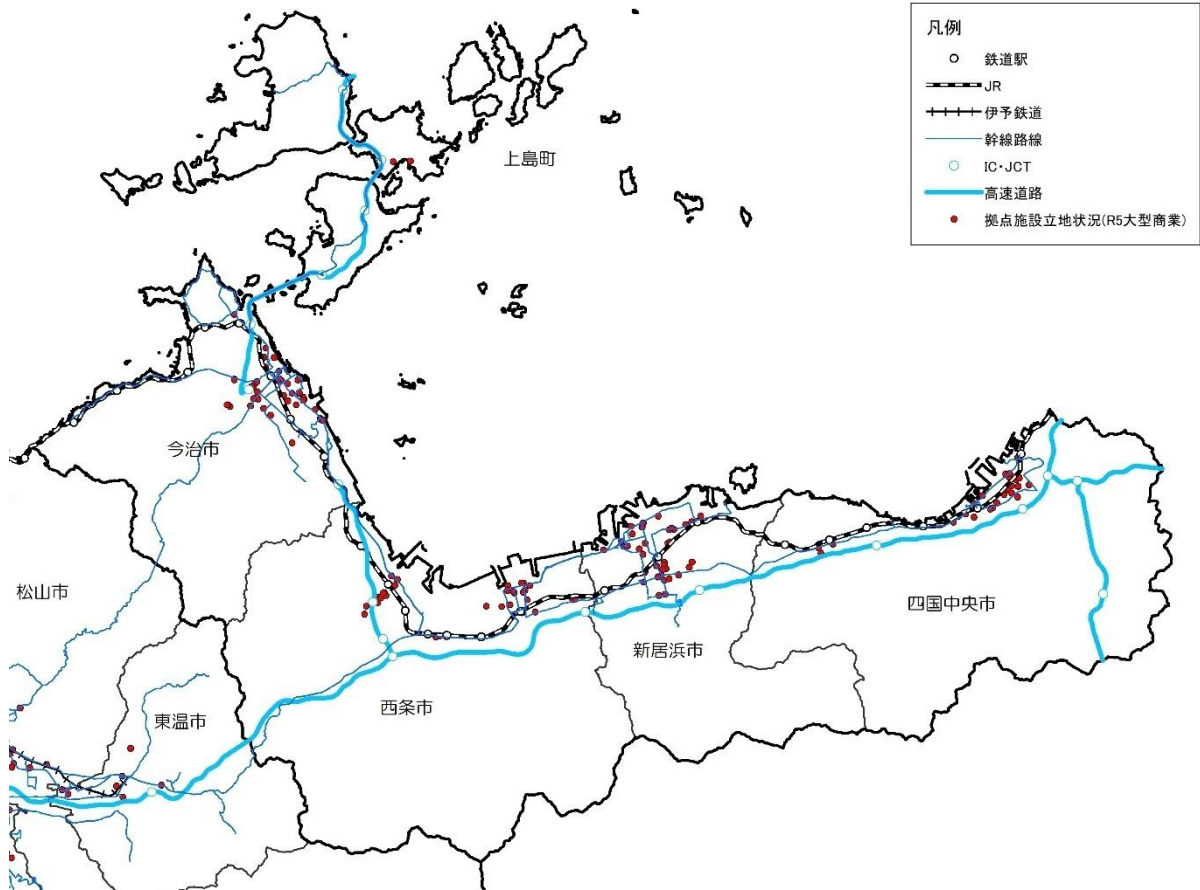 凡例
鉄道駅
JR
伊予鉄道
幹線路線
IC・JCT
高速道路
拠点施設立地状況(R5大型商業)
上島町
今治市
松山市
四国中央市
新居浜市
西条市
東温市